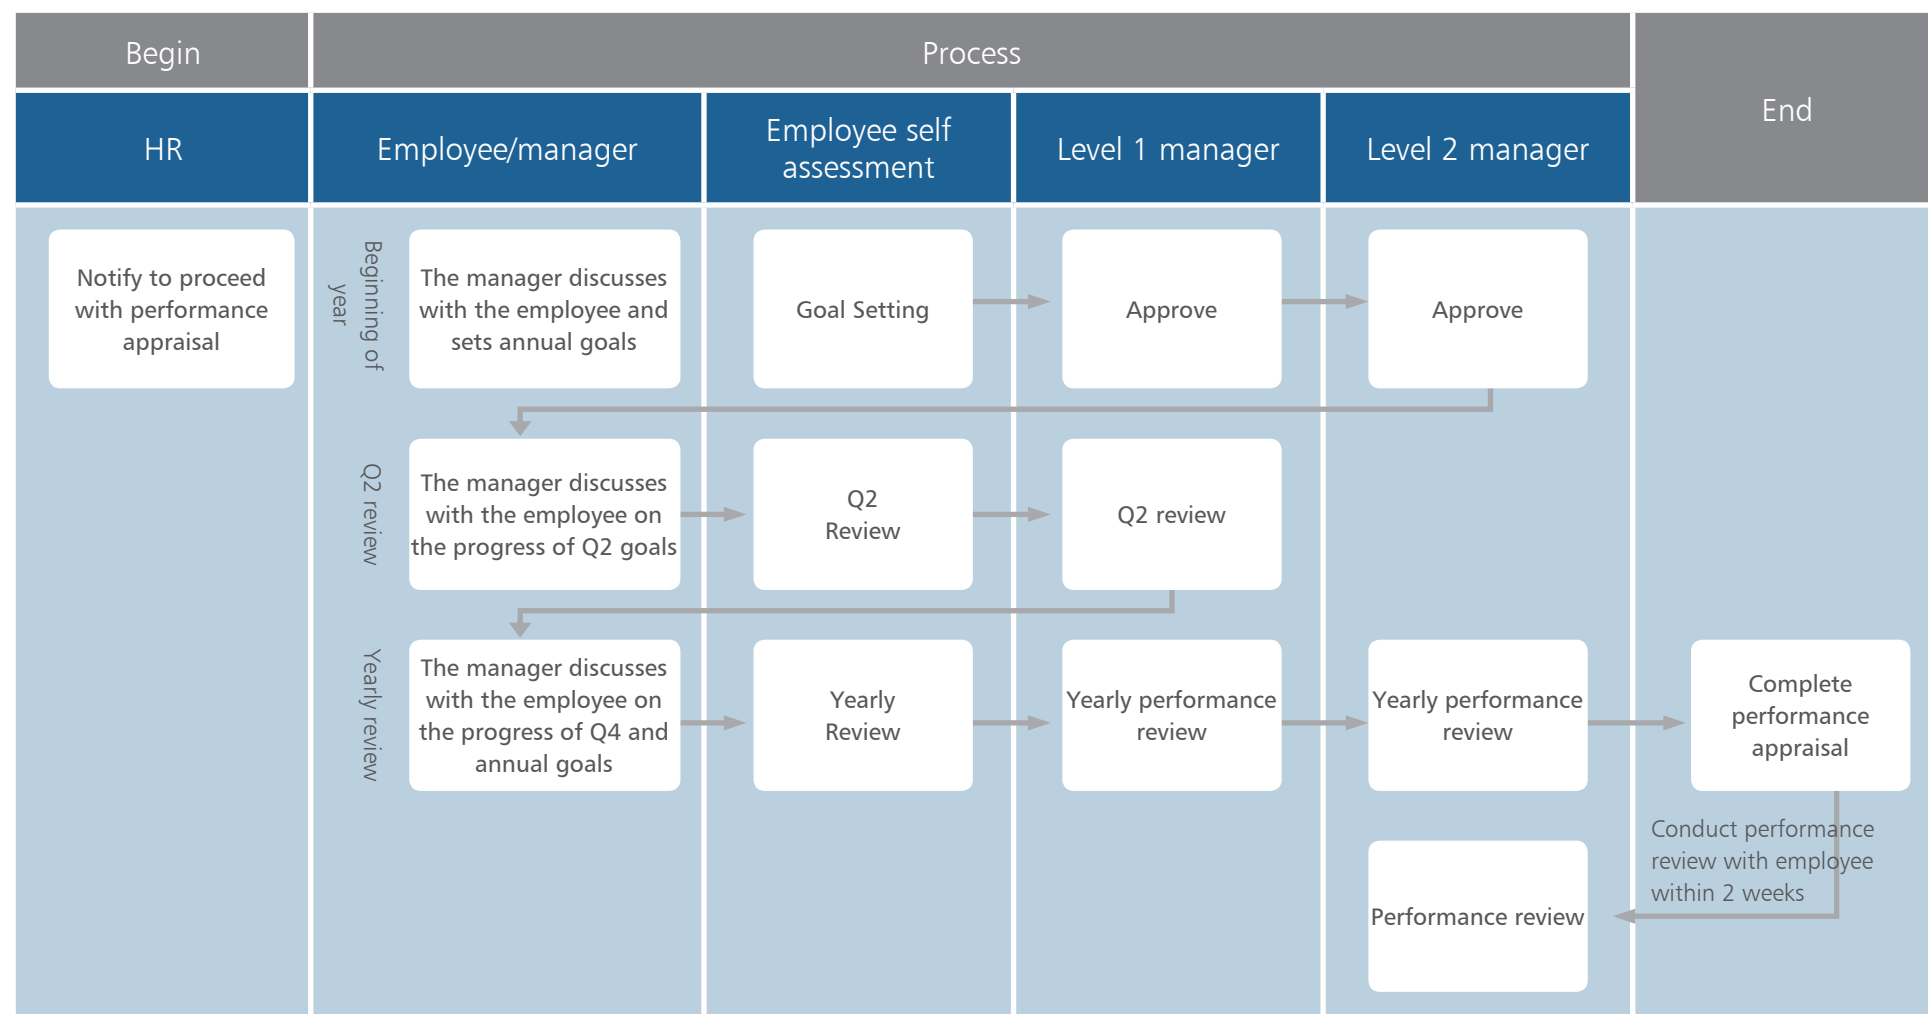 Begin
Process
End
HR
Employee/manager
Employee self
assessment
Level 1 manager
Level 2 manager
Notify to proceed
with performance
appraisal
Beginning of
year
The manager discusses
with the employee and
sets annual goals
Goal Setting
Approve
Approve
Q2 review
The manager discusses
with the employee on
the progress of Q2 goals
Q2
Review
Q2 review
Yearly review
The manager discusses
with the employee on
the progress of Q4 and
annual goals
Yearly
Review
Yearly performance
review
Yearly performance
review
Complete
performance
appraisal
Conduct performance
review with employee
within 2 weeks
Performance review